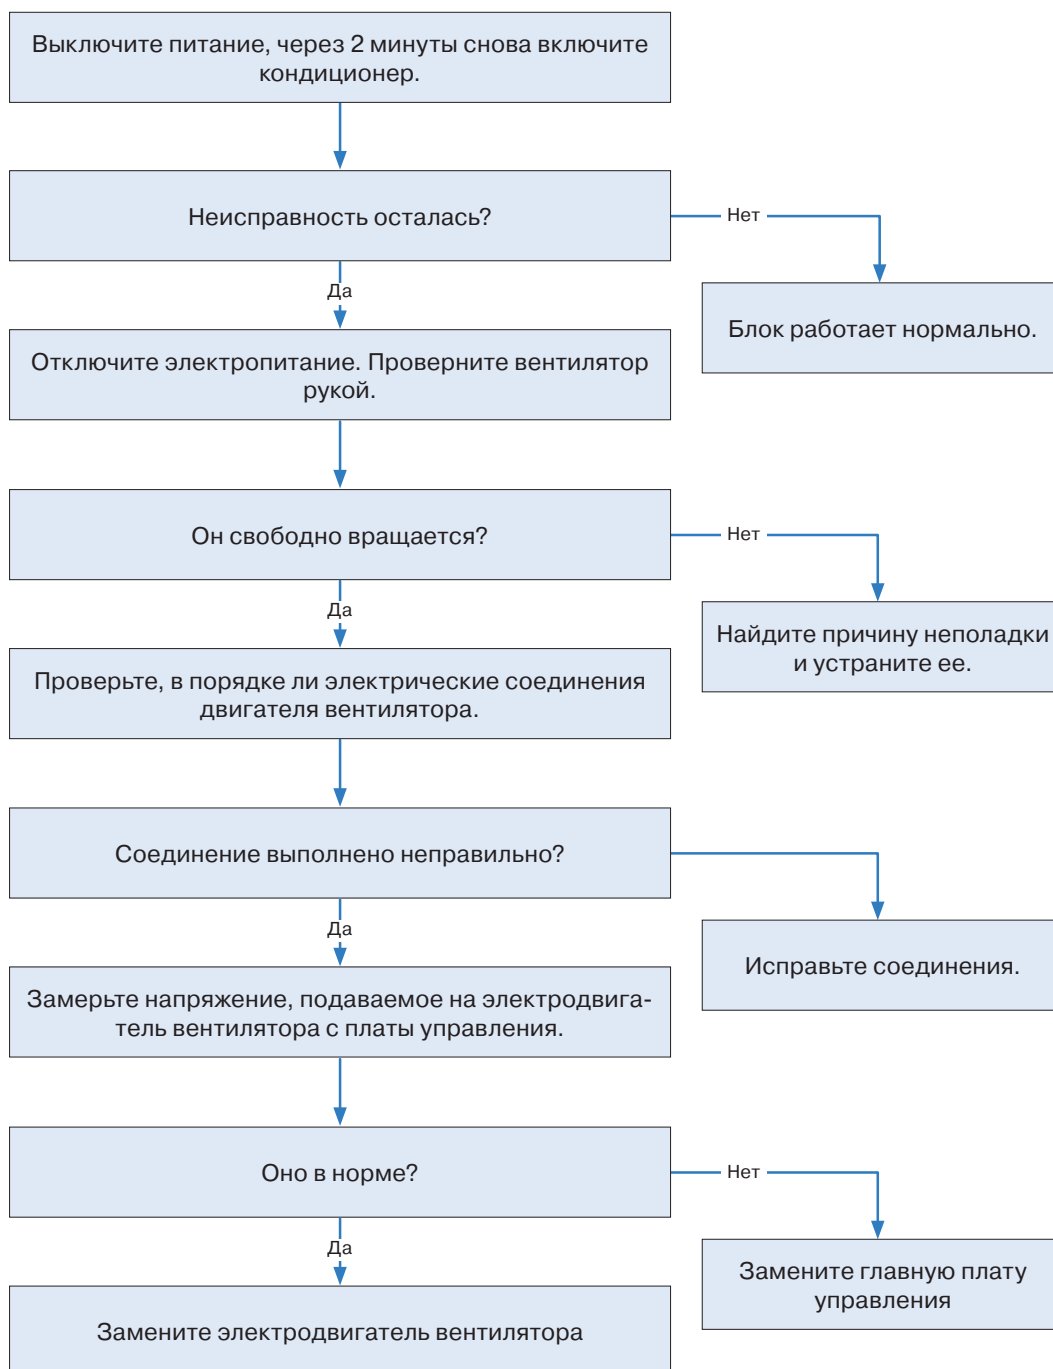 Выключите питание, через 2 минуты снова включите
кондиционер.
Неисправность осталась?
Нет
Да
Блок работает нормально.
Отключите электропитание. Проверните вентилятор
рукой.
Он свободно вращается?
Нет
Да
Найдите причину неполадки
и устраните ее.
Проверьте, в порядке ли электрические соединения
двигателя вентилятора.
Соединение выполнено неправильно?
Да
Исправьте соединения.
Замерьте напряжение, подаваемое на электродвига-
тель вентилятора с платы управления.
Оно в норме?
Нет
Да
Замените главную плату
управления
Замените электродвигатель вентилятора